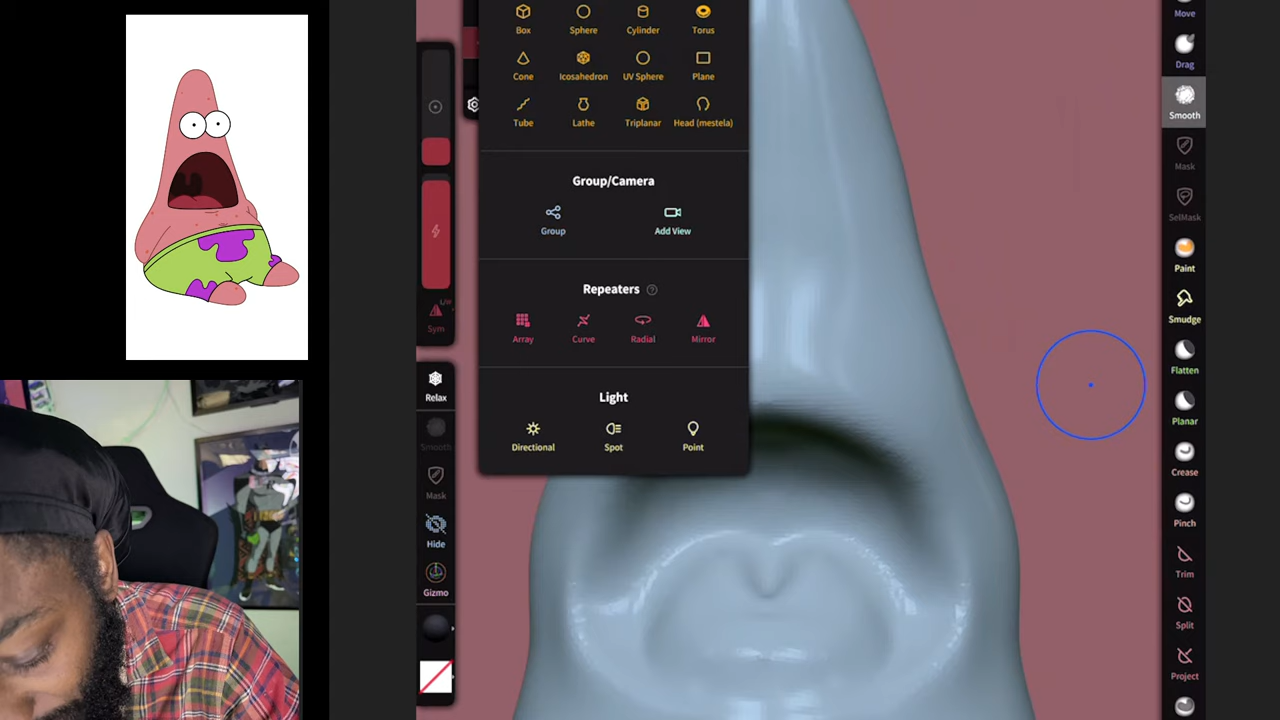 Box Sphere Cylinder Torus
Cone Icosahedron UV Sphere Plane
Tube Lathe Triplanar Head (mestela)
Group/Camera
Group Add View
Repeaters ?
Array Curve Radial Mirror
Light
Directional Spot Point
L/W
Sym
Relax
Smooth
Mask
Hide
Gizmo
Move
Drag
Smooth
Mask
SelMask
Paint
Smudge
Flatten
Planar
Crease
Pinch
Trim
Split
Project